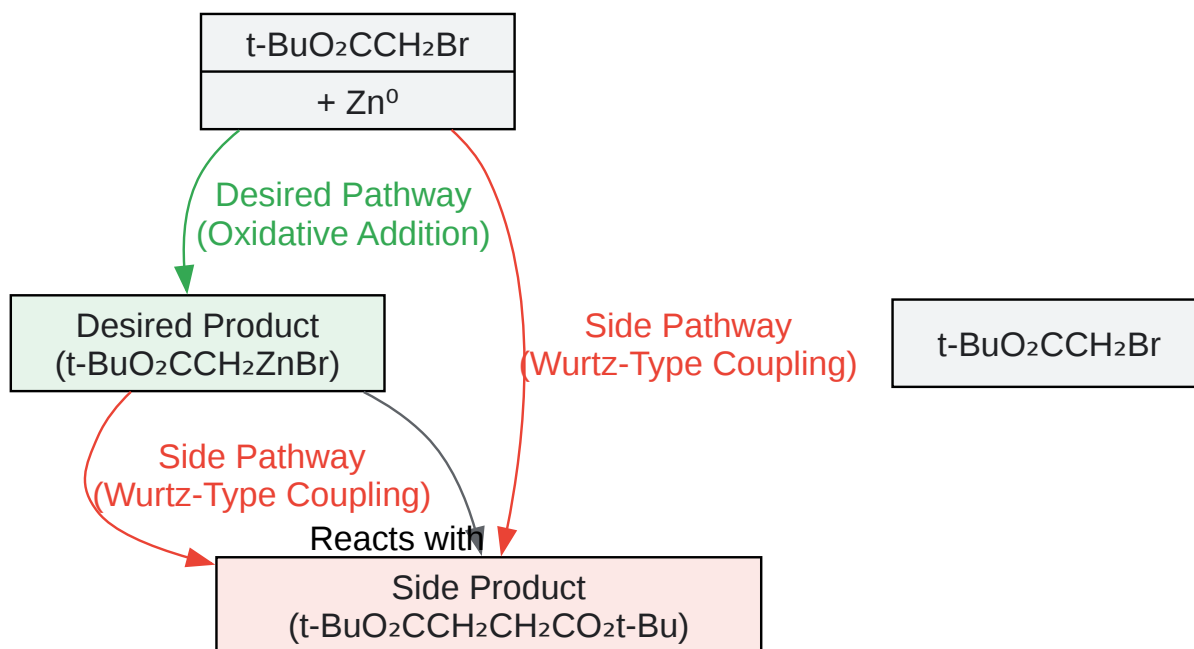 t-BuO₂CCH₂Br
+ Zn⁰
Desired Pathway
(Oxidative Addition)
Desired Product
(t-BuO₂CCH₂ZnBr)
Side Pathway
(Wurtz-Type Coupling)
t-BuO₂CCH₂Br
Side Pathway
(Wurtz-Type Coupling)
Reacts with
Side Product
(t-BuO₂CCH₂CH₂CO₂t-Bu)